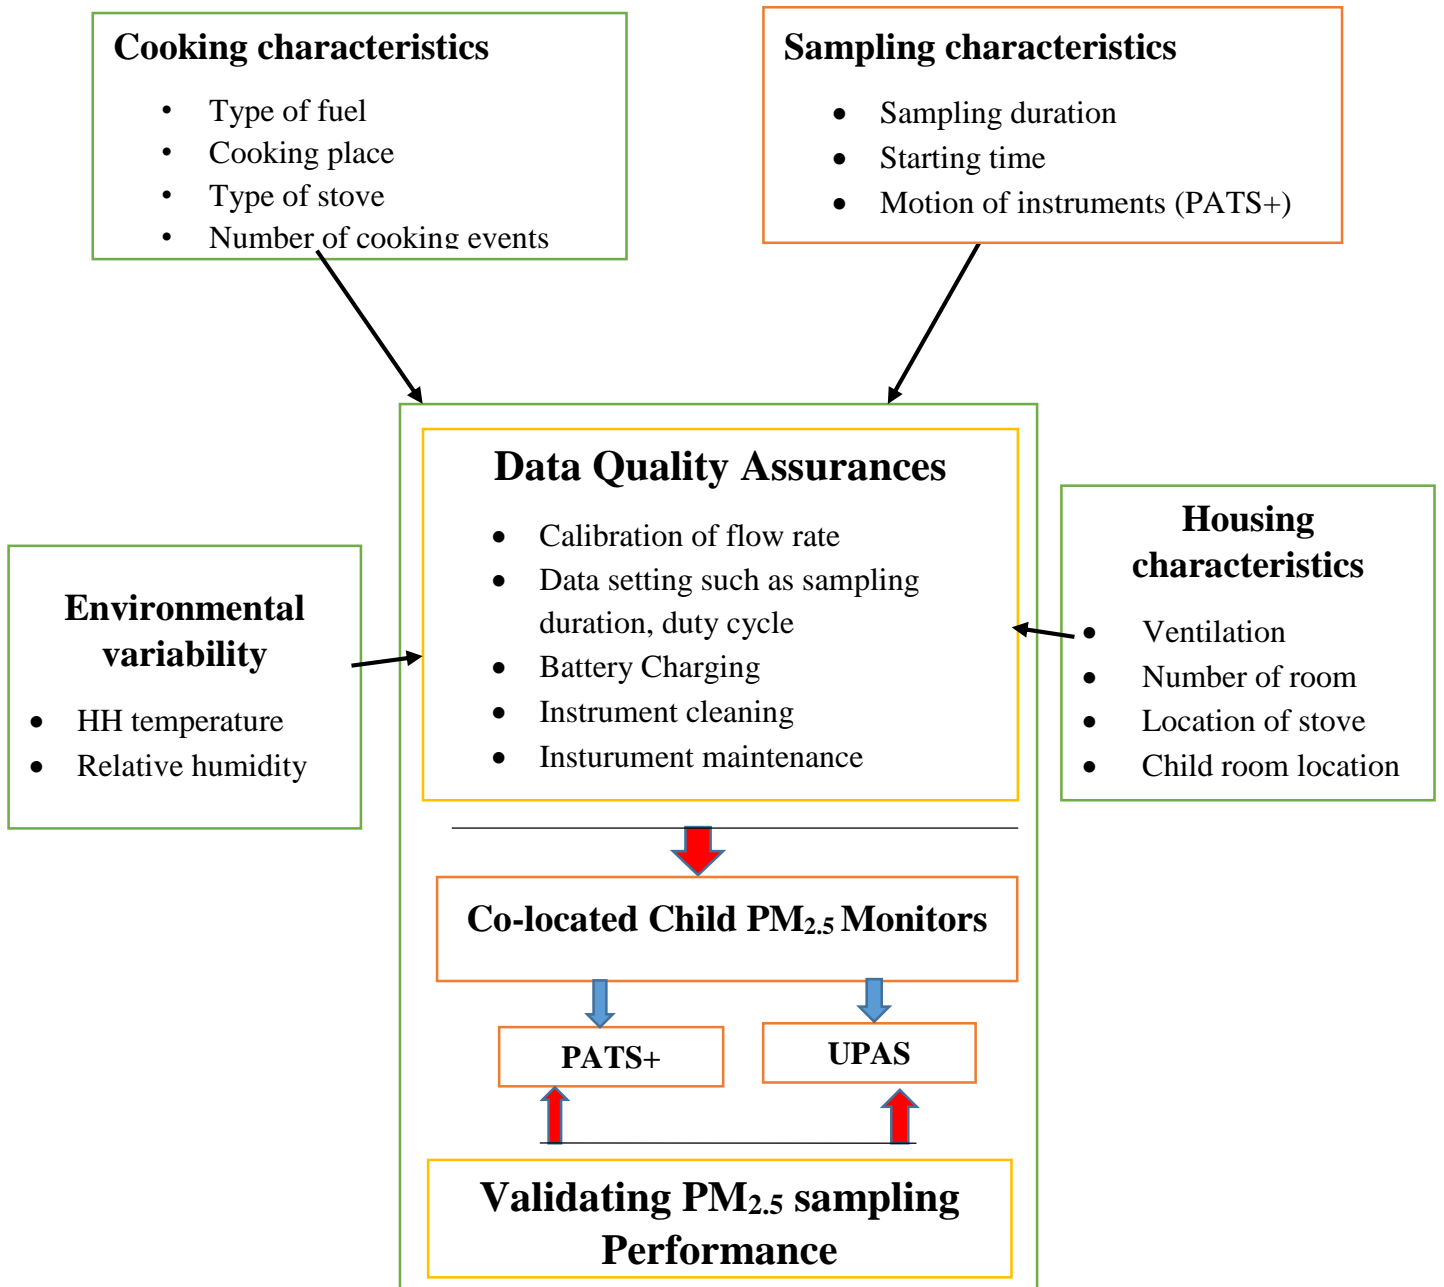 Cooking characteristics
• Type of fuel
• Cooking place
• Type of stove
• Number of cooking events
Sampling characteristics
• Sampling duration
• Starting time
• Motion of instruments (PATS+)
Data Quality Assurances
• Calibration of flow rate
• Data setting such as sampling
duration, duty cycle
• Battery Charging
• Instrument cleaning
• Insturument maintenance
Environmental
variability
• HH temperature
• Relative humidity
Housing
characteristics
• Ventilation
• Number of room
• Location of stove
• Child room location
Co-located Child PM2.5 Monitors
PATS+
UPAS
Validating PM2.5 sampling
Performance